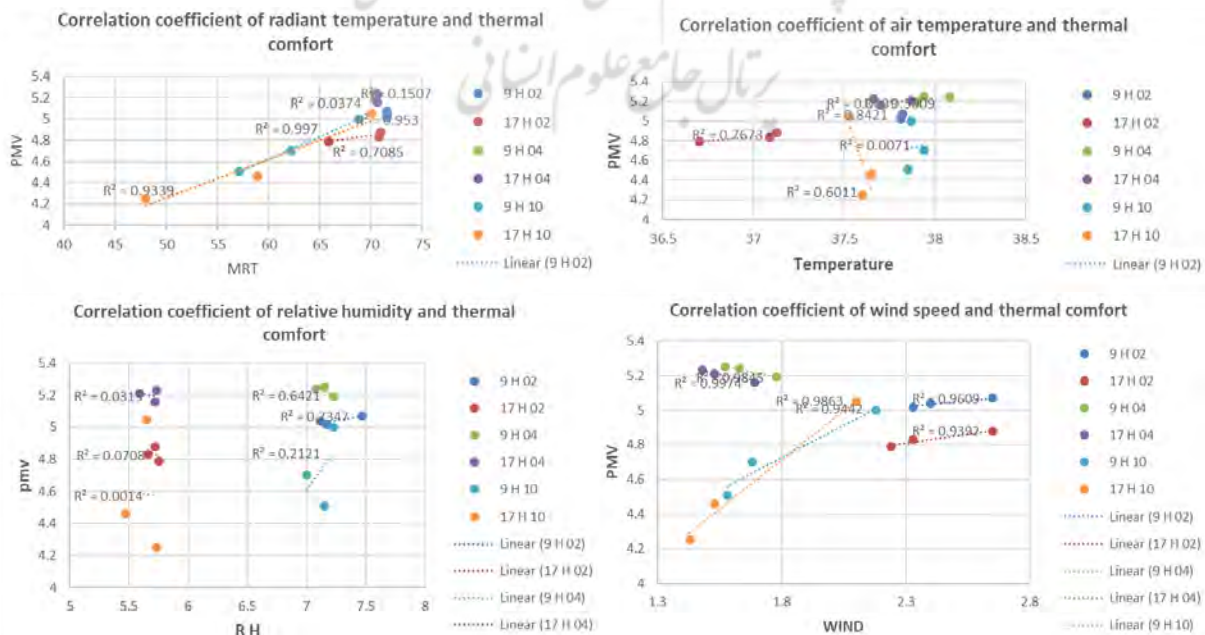 پرتال جامع علوم انسانی
Correlation coefficient of radiant temperature and thermal
comfort
5.4
5.2
5
4.8
4.6
4.4
4.2
4
PMV
R² = 0.1507
R² = 0.0374
R² = 0.953
R² = 0.997
R² = 0.7085
R² = 0.9339
40 45 50 55 60 65 70 75
MRT
9 H 02
17 H 02
9 H 04
17 H 04
9 H 10
17 H 10
Linear (9 H 02)
Correlation coefficient of air temperature and thermal
comfort
5.4
5.2
5
4.8
4.6
4.4
4.2
4
PMV
R² = 0.8421
R² = 0.7673
R² = 0.0071
R² = 0.6011
36.5 37 37.5 38 38.5
Temperature
9 H 02
17 H 02
9 H 04
17 H 04
9 H 10
17 H 10
Linear (9 H 02)
Correlation coefficient of relative humidity and thermal
comfort
5.4
5.2
5
4.8
4.6
4.4
4.2
4
pmv
R² = 0.0319
R² = 0.6421
R² = 0.7347
R² = 0.0708
R² = 0.2121
R² = 0.0014
5 5.5 6 6.5 7 7.5 8
R H
9 H 02
17 H 02
9 H 04
17 H 04
9 H 10
17 H 10
Linear (9 H 02)
Linear (17 H 02)
Linear (9 H 04)
Linear (17 H 04)
Correlation coefficient of wind speed and thermal comfort
5.4
5.2
5
4.8
4.6
4.4
4.2
4
PMV
R² = 0.9845
R² = 0.9974
R² = 0.9863
R² = 0.9442
R² = 0.9609
R² = 0.9392
1.3 1.8 2.3 2.8
WIND
9 H 02
17 H 02
9 H 04
17 H 04
9 H 10
17 H 10
Linear (9 H 02)
Linear (17 H 02)
Linear (9 H 04)
Linear (17 H 04)
Linear (9 H 10)